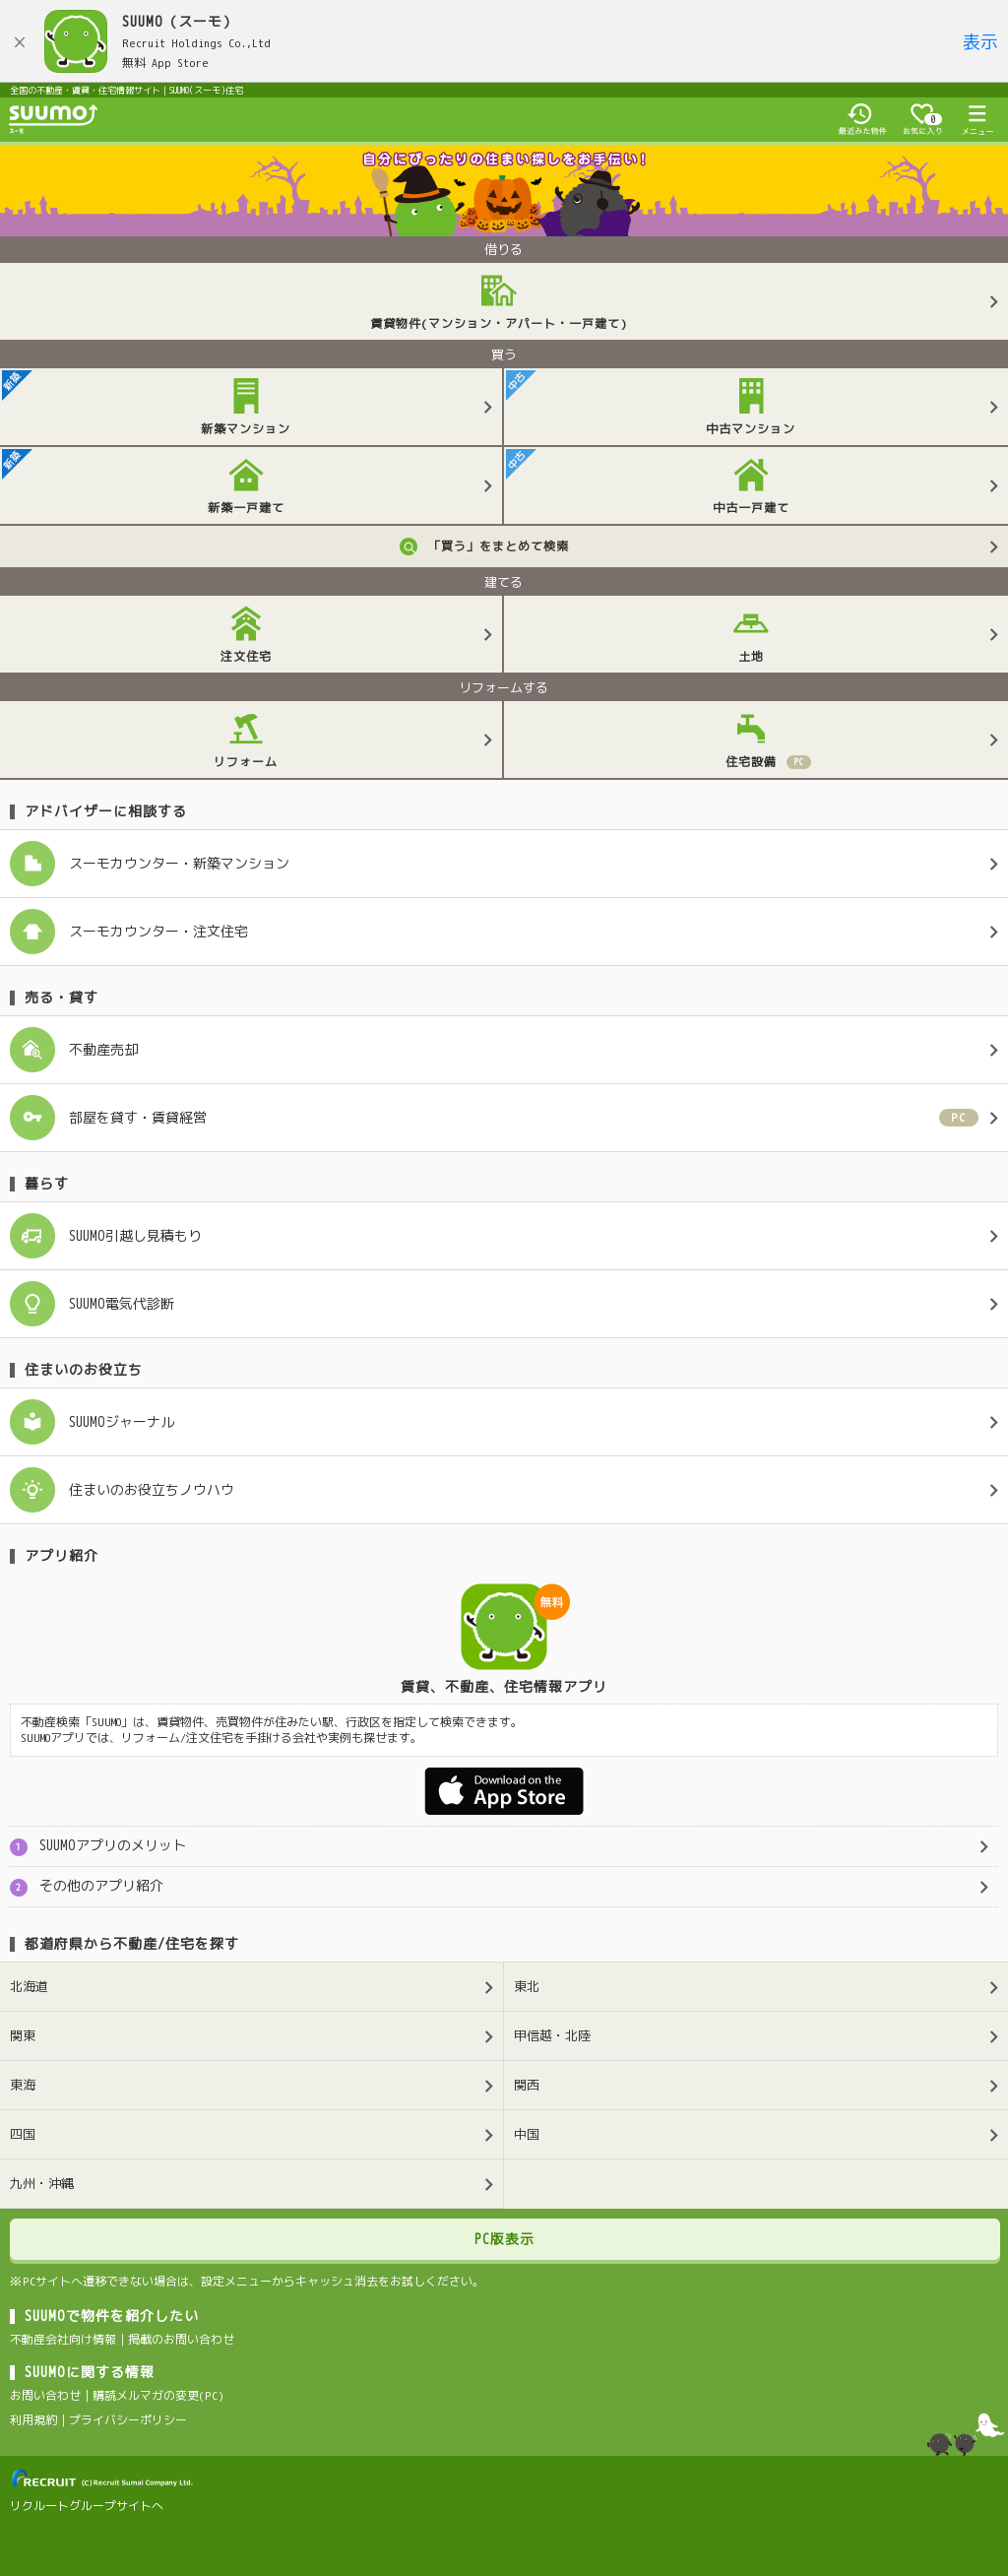 SUUMO (スーモ)
Recruit Holdings Co.,Ltd
無料 App Store
表示
全国の不動産・賃貸・住宅情報サイト | SUUMO(スーモ)住宅
suumo
スーモ
最近みた物件
0
お気に入り
メニュー
自分にぴったりの住まい探しをお手伝い!
借りる
賃貸物件(マンション・アパート・一戸建て)
買う
新築
新築マンション
中古
中古マンション
新築
新築一戸建て
中古
中古一戸建て
「買う」をまとめて検索
建てる
注文住宅
土地
リフォームする
リフォーム
住宅設備 PC
アドバイザーに相談する
スーモカウンター・新築マンション
スーモカウンター・注文住宅
売る・貸す
不動産売却
部屋を貸す・賃貸経営
PC
暮らす
SUUMO引越し見積もり
SUUMO電気代診断
住まいのお役立ち
SUUMOジャーナル
住まいのお役立ちノウハウ
アプリ紹介
無料
賃貸、不動産、住宅情報アプリ
不動産検索「SUUMO」は、賃貸物件、売買物件が住みたい駅、行政区を指定して検索できます。
SUUMOアプリでは、リフォーム/注文住宅を手掛ける会社や実例も探せます。
Download on the
App Store
1 SUUMOアプリのメリット
2 その他のアプリ紹介
都道府県から不動産/住宅を探す
北海道
東北
関東
甲信越・北陸
東海
関西
四国
中国
九州・沖縄
PC版表示
※PCサイトへ遷移できない場合は、設定メニューからキャッシュ消去をお試しください。
SUUMOで物件を紹介したい
不動産会社向け情報 | 掲載のお問い合わせ
SUUMOに関する情報
お問い合わせ | 購読メルマガの変更(PC)
利用規約 | プライバシーポリシー
RECRUIT (C)Recruit Sumai Company Ltd.
リクルートグループサイトへ